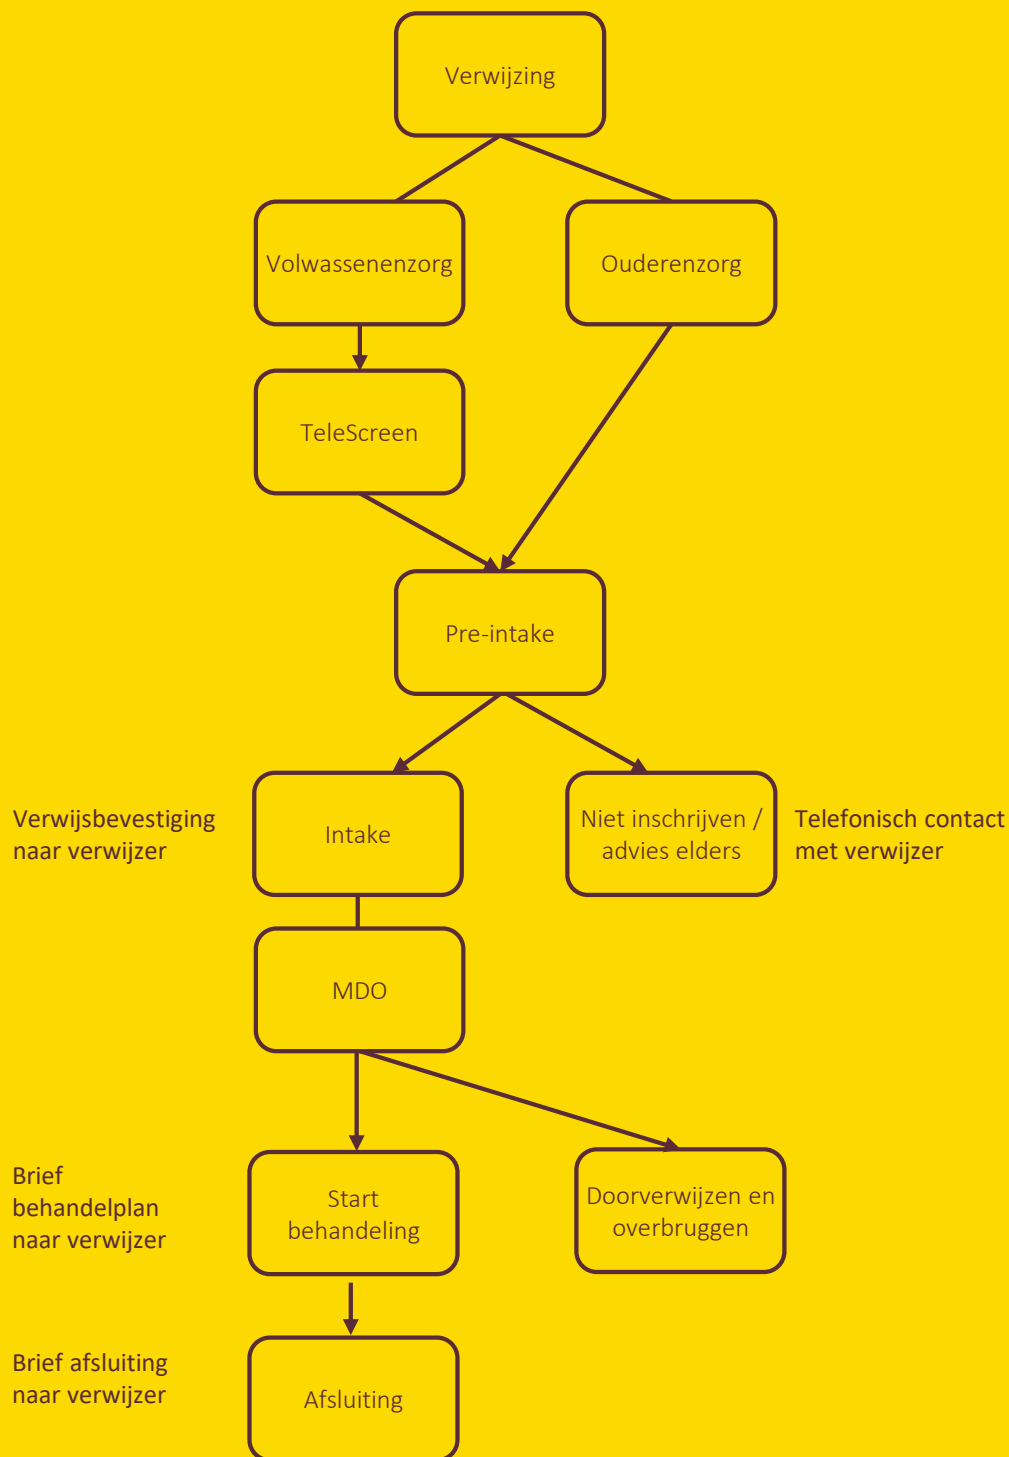 Verwijzing
Volwassenenzorg
Ouderenzorg
TeleScreen
Pre-intake
Verwijsbevestiging
naar verwijzer
Intake
Niet inschrijven /
advies elders
Telefonisch contact
met verwijzer
MDO
Brief
behandelplan
naar verwijzer
Start
behandeling
Doorverwijzen en
overbruggen
Brief afsluiting
naar verwijzer
Afsluiting